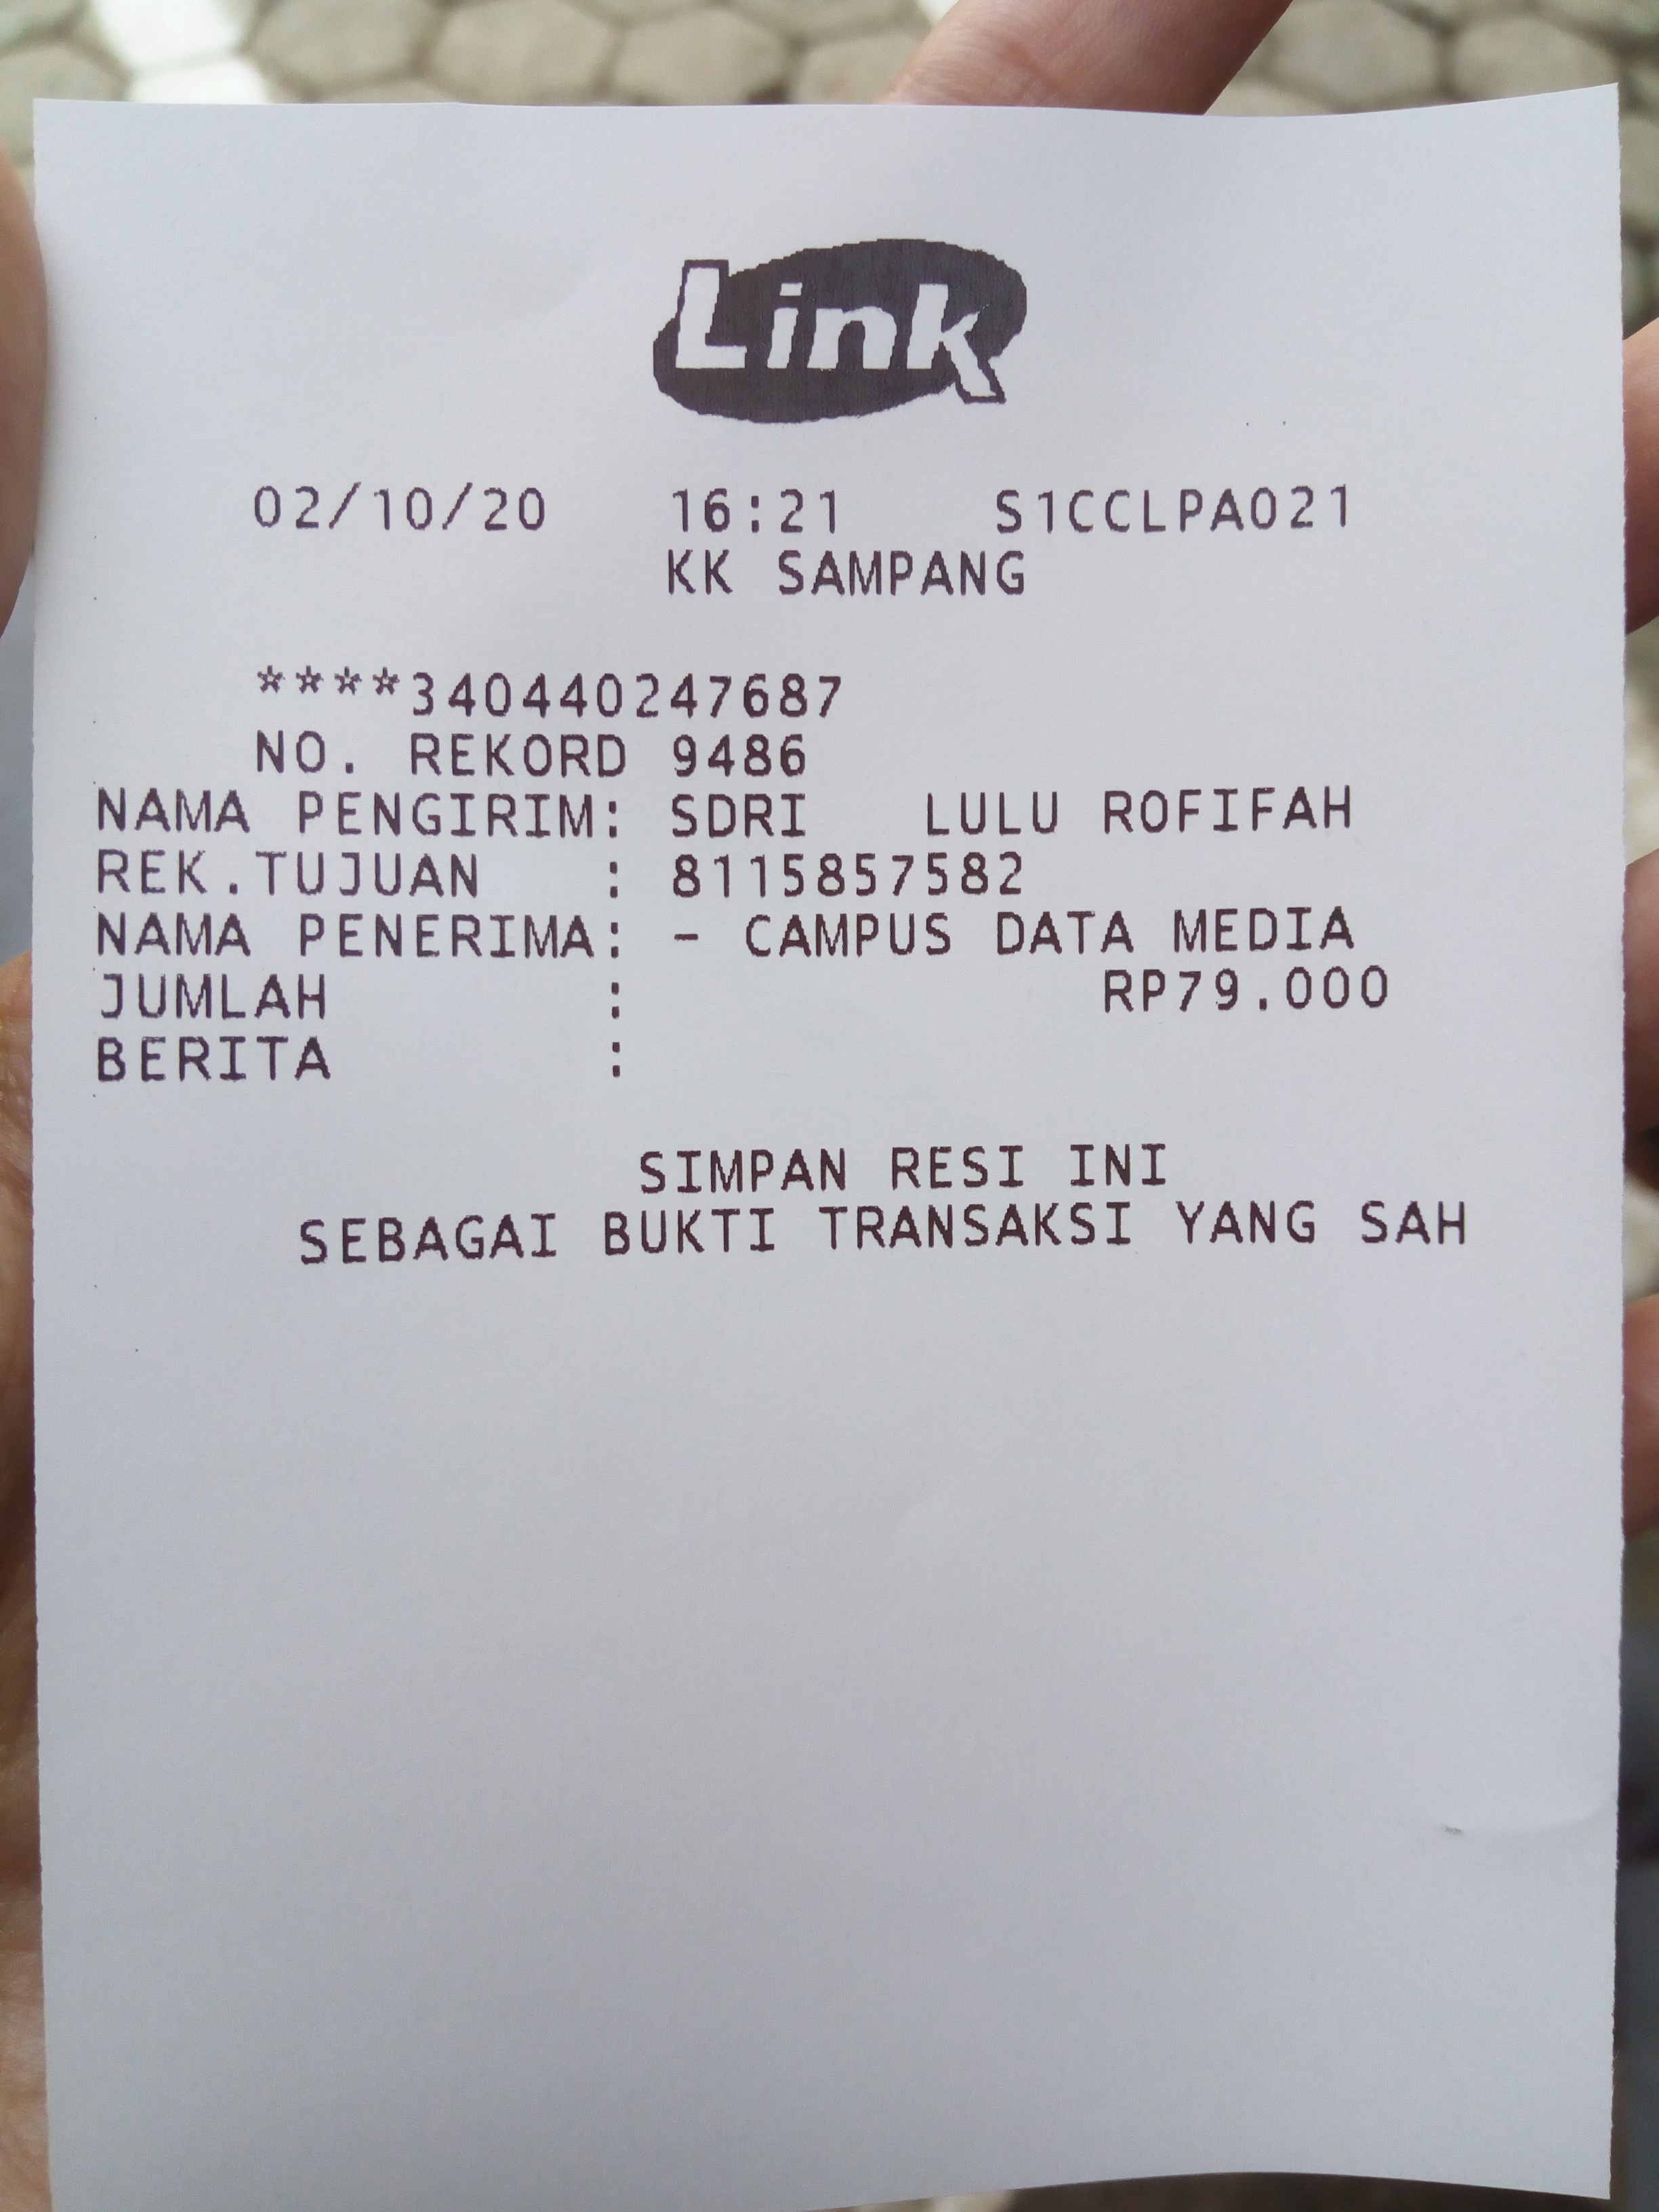 Link
02/10/20 16:21 S1CCLPA021
KK SAMPANG
****340440247687
NO. REKORD 9486
NAMA PENGIRIM: SDRI LULU ROFIFAH
REK.TUJUAN : 8115857582
NAMA PENERIMA: - CAMPUS DATA MEDIA
JUMLAH : RP79.000
BERITA :
SIMPAN RESI INI
SEBAGAI BUKTI TRANSAKSI YANG SAH